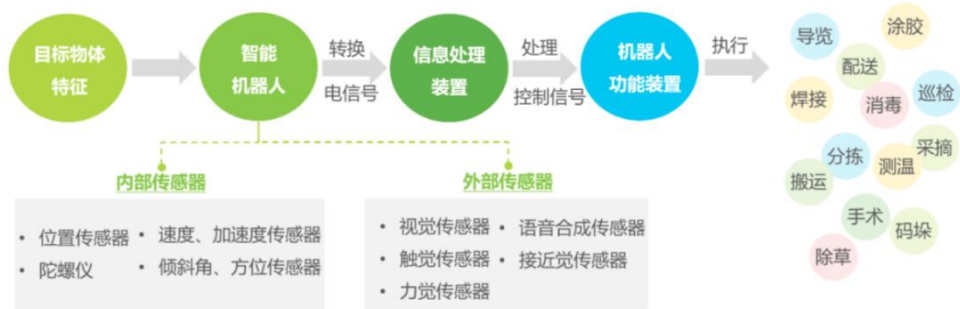 目标物体
特征
智能
机器人
转换
电信号
信息处理
装置
处理
控制信号
机器人
功能装置
执行
导览
涂胶
配送
焊接
消毒
巡检
分拣
测温
采摘
搬运
手术
码垛
除草
内部传感器
• 位置传感器 • 速度、加速度传感器
• 陀螺仪 • 倾斜角、方位传感器
外部传感器
• 视觉传感器 • 语音合成传感器
• 触觉传感器 • 接近觉传感器
• 力觉传感器